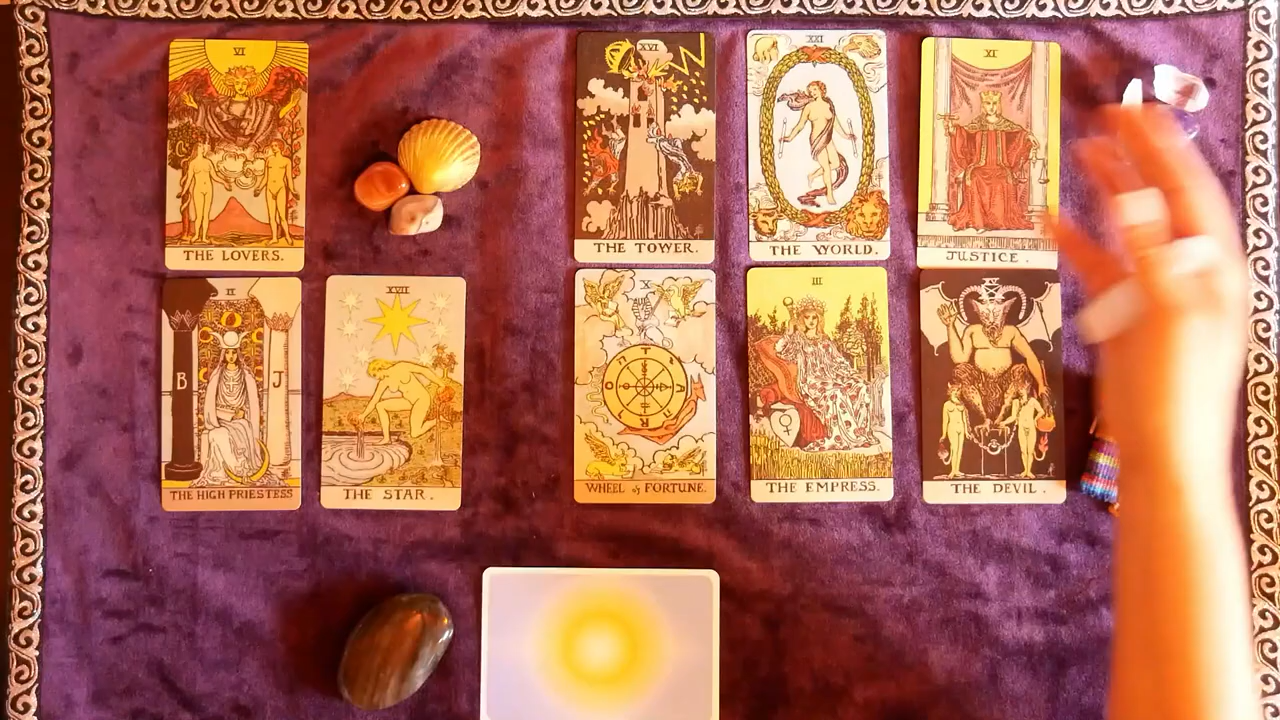 VI
THE LOVERS.
XVI
THE TOWER.
XXI
THE WORLD.
XI
JUSTICE.
II
B J
THE HIGH PRIESTESS
XVII
THE STAR.
X
T A R O
WHEEL of FORTUNE.
III
THE EMPRESS.
XV
THE DEVIL.